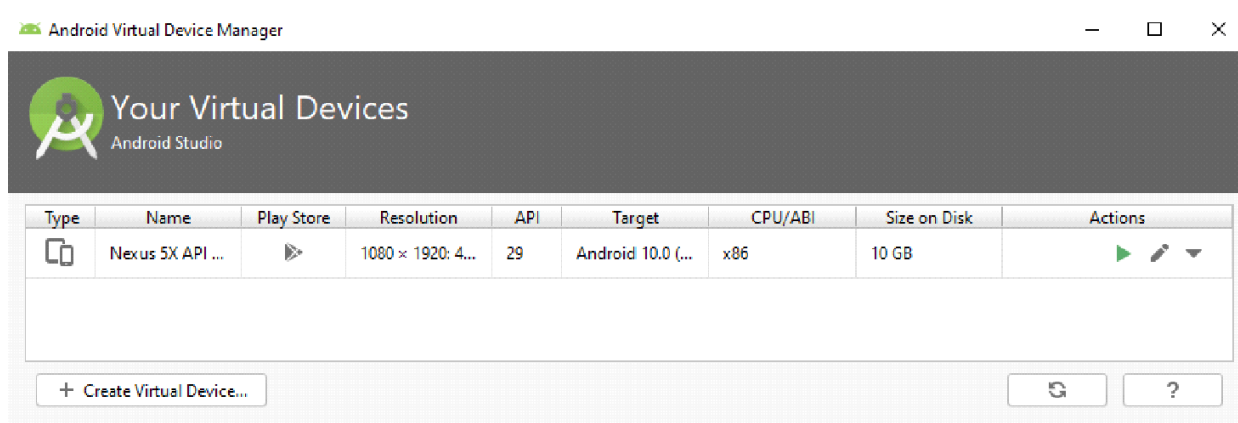 Android Virtual Device Manager
Your Virtual Devices
Android Studio
Type Name Play Store Resolution API Target CPU/ABI Size on Disk Actions
Nexus 5X API ... 1080 × 1920: 4... 29 Android 10.0 (... x86 10 GB
+ Create Virtual Device... ?